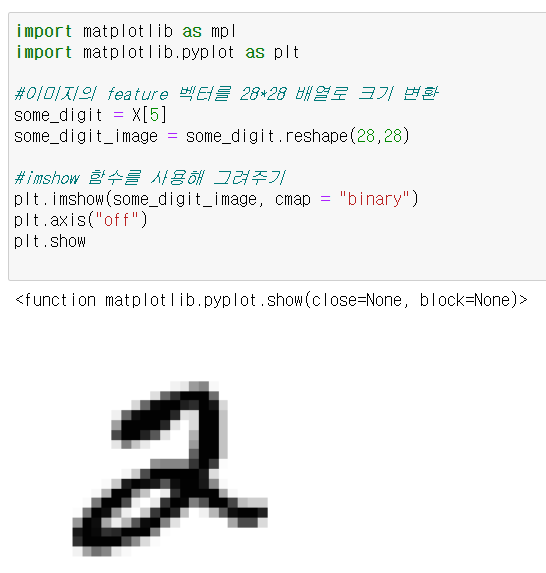 import matplotlib as mpl
import matplotlib.pyplot as plt
#이미지의 feature 벡터를 28*28 배열로 크기 변환
some_digit = X[5]
some_digit_image = some_digit.reshape(28,28)
#imshow 함수를 사용해 그려주기
plt.imshow(some_digit_image, cmap = "binary")
plt.axis("off")
plt.show
<function matplotlib.pyplot.show(close=None, block=None)>
2